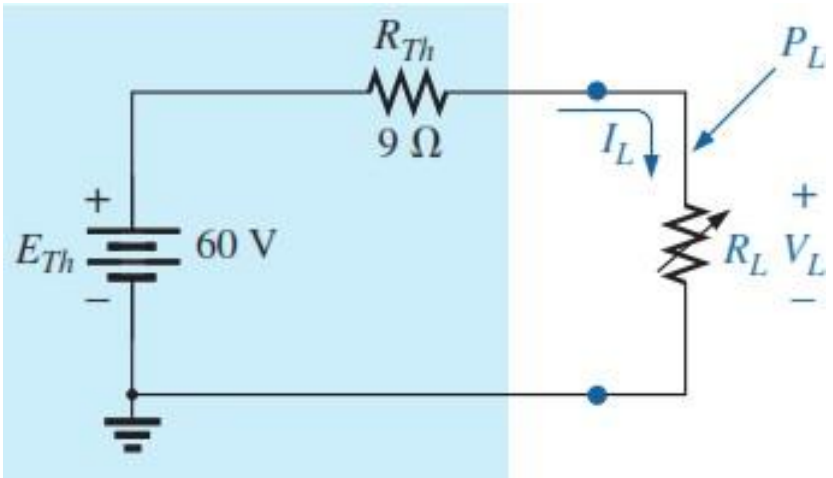 R_Th
9 Ω
P_L
I_L
+
E_Th
60 V
−
+
R_L
V_L
−